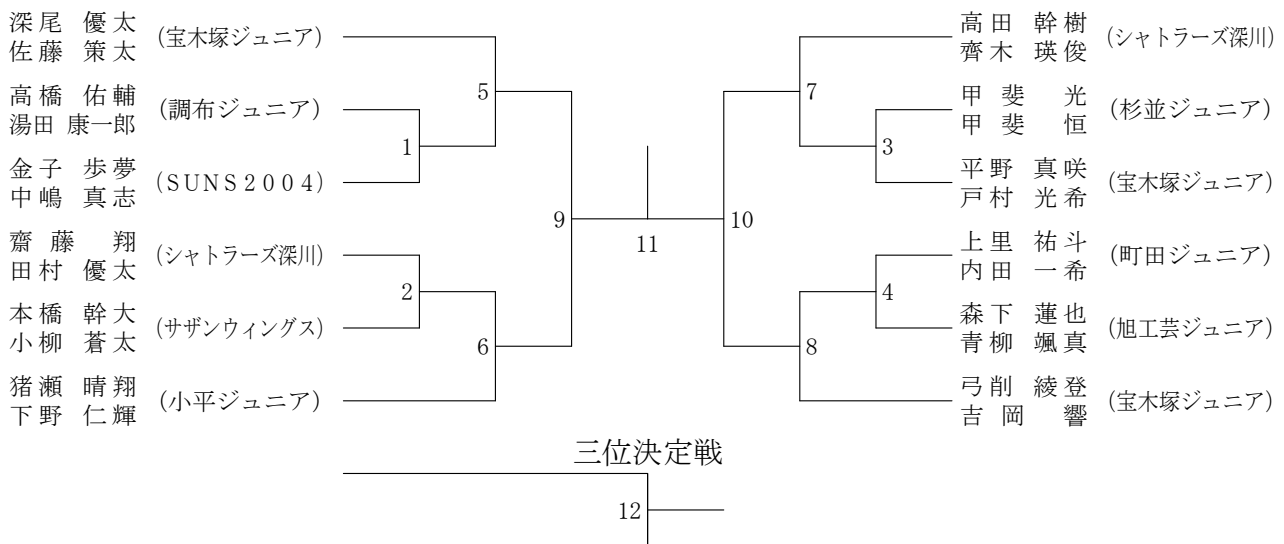 深尾 優太
佐藤 策太
(宝木塚ジュニア)
高橋 佑輔
湯田 康一郎
(調布ジュニア)
金子 歩夢
中嶋 真志
(SUNS2004)
齋藤 翔
田村 優太
(シャトラーズ深川)
本橋 幹大
小柳 蒼太
(サザンウィングス)
猪瀬 晴翔
下野 仁輝
(小平ジュニア)
5
1
9
2
6
11
7
3
10
4
8
高田 幹樹
齊木 瑛俊
(シャトラーズ深川)
甲斐 光
甲斐 恒
(杉並ジュニア)
平野 真咲
戸村 光希
(宝木塚ジュニア)
上里 祐斗
内田 一希
(町田ジュニア)
森下 蓮也
青柳 颯真
(旭工芸ジュニア)
弓削 綾登
吉岡 響
(宝木塚ジュニア)
三位決定戦
12